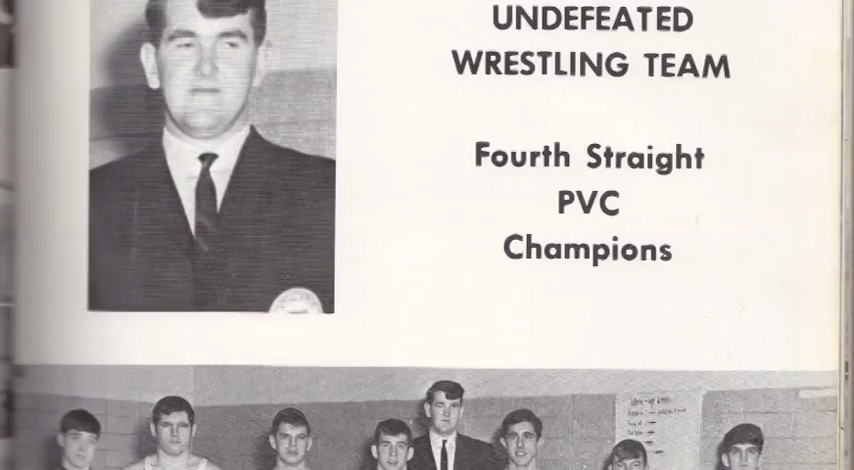 UNDEFEATED
WRESTLING TEAM
Fourth Straight
PVC
Champions